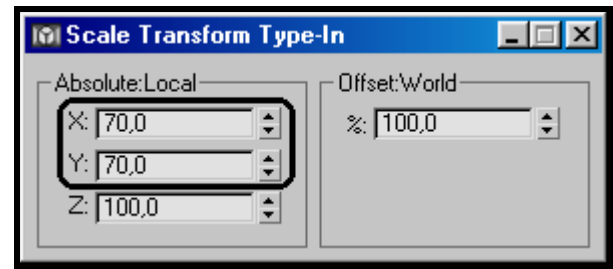 Scale Transform Type-In
Absolute:Local
X: 70,0
Y: 70,0
Z: 100,0
Offset:World
%: 100,0